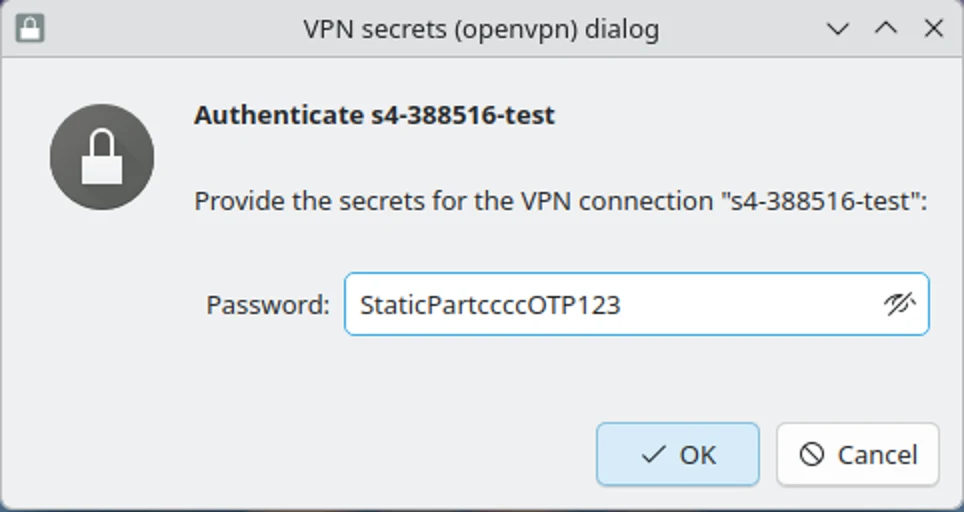 VPN secrets (openvpn) dialog
Authenticate s4-388516-test
Provide the secrets for the VPN connection "s4-388516-test":
Password: StaticPartccccOTP123
OK Cancel